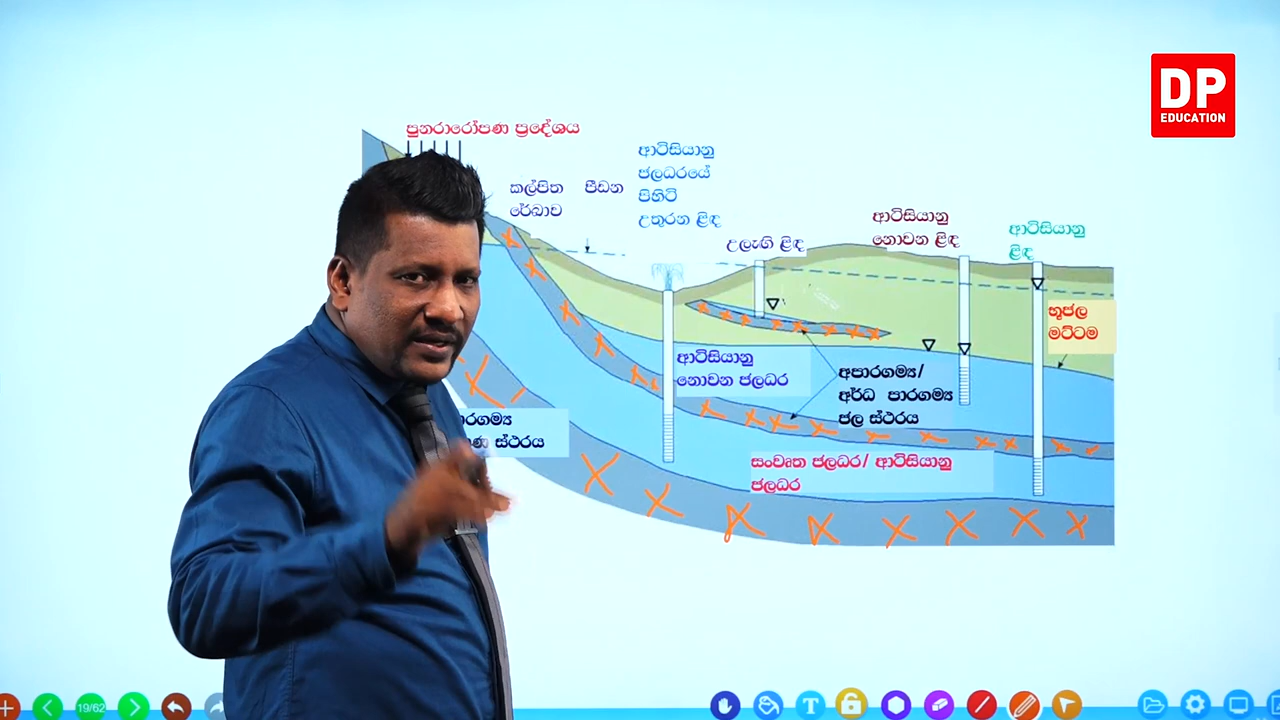 DP
EDUCATION
පුනරාරෝපණ ප්‍රදේශය
ආටිසියානු
ජලධරයේ
පිහිටි
උතුරන ළිඳ
කල්පිත පීඩන
රේඛාව
උලැඟි ළිඳ
ආටිසියානු
නොවන ළිඳ
ආටිසියානු
ළිඳ
භූජල
මට්ටම
ආටිසියානු
නොවන ජලධර
අපාරගම්‍ය/
අර්ධ පාරගම්‍ය
ජල ස්ථරය
ස්ථරය
සංවෘත ජලධර/ ආටිසියානු
ජලධර
19/62